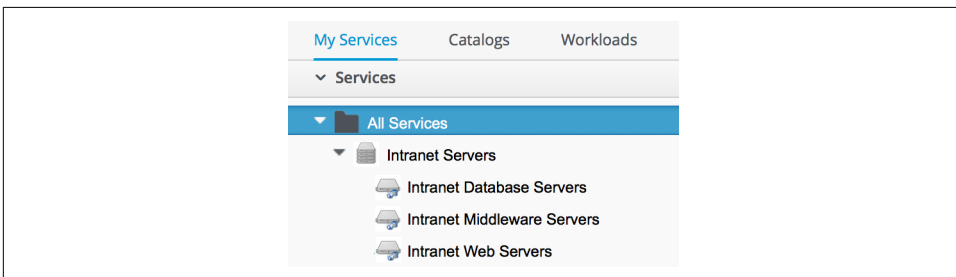 My Services Catalogs Workloads
Services
All Services
Intranet Servers
Intranet Database Servers
Intranet Middleware Servers
Intranet Web Servers